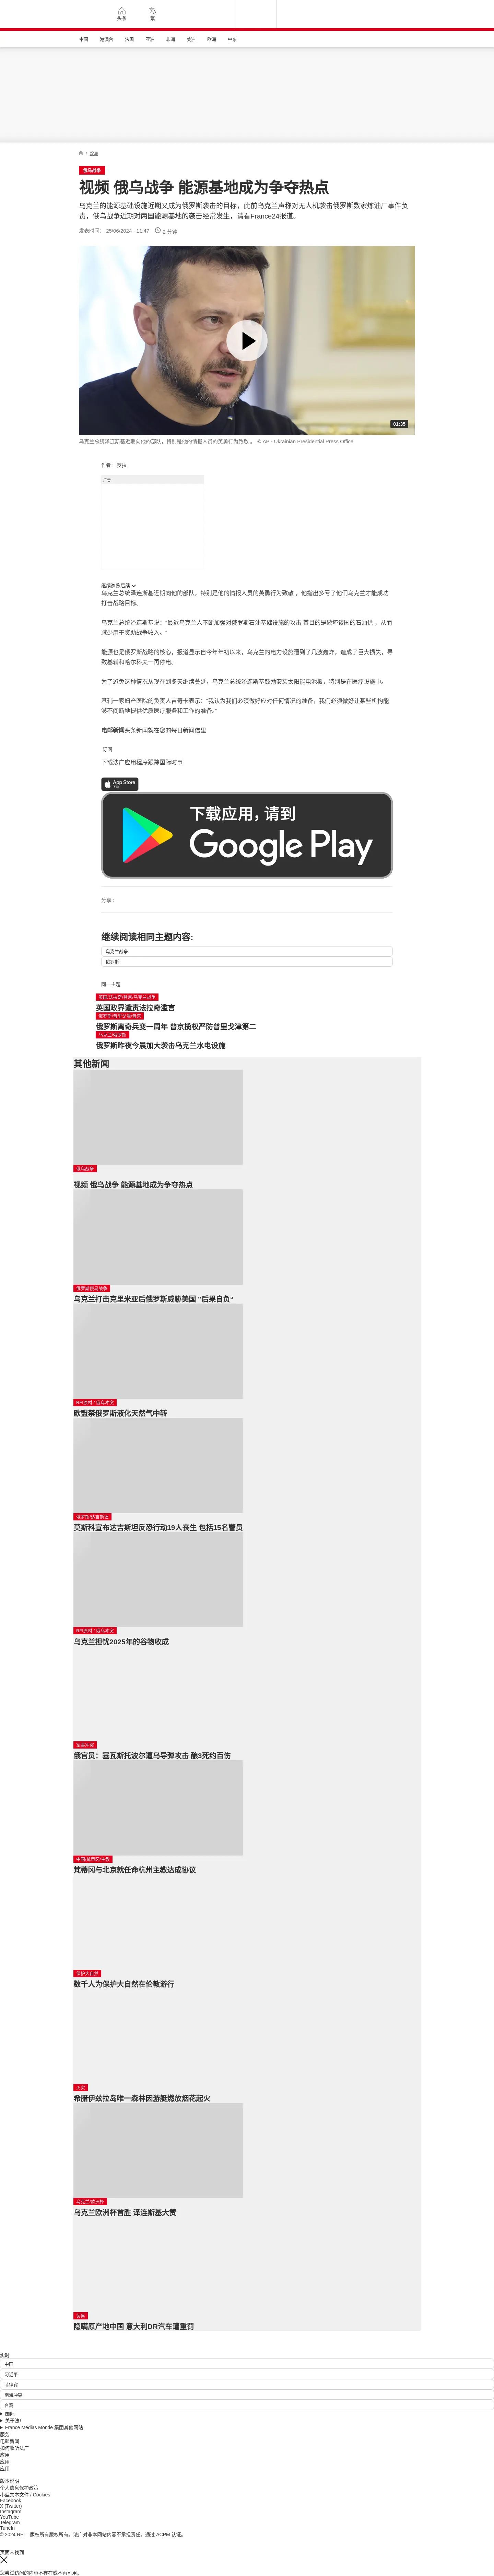 头条
繁
中国
港澳台
法国
亚洲
非洲
美洲
欧洲
中东
/ 欧洲
俄乌战争
视频 俄乌战争 能源基地成为争夺热点
乌克兰的能源基础设施近期又成为俄罗斯袭击的目标，此前乌克兰声称对无人机袭击俄罗斯数家炼油厂事件负责，俄乌战争近期对两国能源基地的袭击经常发生，请看France24报道。
发表时间： 25/06/2024 - 11:47 2 分钟
01:35
乌克兰总统泽连斯基近期向他的部队，特别是他的情报人员的英勇行为致敬 。 © AP - Ukrainian Presidential Press Office
作者： 罗拉
广告
继续浏览后续
乌克兰总统泽连斯基近期向他的部队，特别是他的情报人员的英勇行为致敬 ，他指出多亏了他们乌克兰才能成功打击战略目标。
乌克兰总统泽连斯基说：“最近乌克兰人不断加强对俄罗斯石油基础设施的攻击 其目的是破坏该国的石油供 ，从而减少用于资助战争收入。”
能源也是俄罗斯战略的核心。报道显示自今年年初以来，乌克兰的电力设施遭到了几波轰炸，造成了巨大损失，导致基辅和哈尔科夫一再停电。
为了避免这种情况从现在到冬天继续蔓延，乌克兰总统泽连斯基鼓励安装太阳能电池板，特别是在医疗设施中。
基辅一家妇产医院的负责人吉奇卡表示：“我认为我们必须做好应对任何情况的准备，我们必须做好让某些机构能够不间断地提供优质医疗服务和工作的准备。”
电邮新闻头条新闻就在您的每日新闻信里
订阅
下载法广应用程序跟踪国际时事
App Store
下载
下载应用，请到
Google Play
分享 :
继续阅读相同主题内容:
乌克兰战争
俄罗斯
同一主题
英国/法拉奇/普京/乌克兰战争
英国政界谴责法拉奇谣言
俄罗斯/普里戈津/普京
俄罗斯离奇兵变一周年 普京揽权严防普里戈津第二
乌克兰/俄罗斯
俄罗斯昨夜今晨加大袭击乌克兰水电设施
其他新闻
俄乌战争
视频 俄乌战争 能源基地成为争夺热点
俄罗斯侵乌战争
乌克兰打击克里米亚后俄罗斯威胁美国 “后果自负“
RFI原材 / 俄乌冲突
欧盟禁俄罗斯液化天然气中转
俄罗斯/达吉斯坦
莫斯科宣布达吉斯坦反恐行动19人丧生 包括15名警员
RFI原材 / 俄乌冲突
乌克兰担忧2025年的谷物收成
军事冲突
俄官员：塞瓦斯托波尔遭乌导弹攻击 酿3死约百伤
中国/梵蒂冈/主教
梵蒂冈与北京就任命杭州主教达成协议
保护大自然
数千人为保护大自然在伦敦游行
火灾
希腊伊兹拉岛唯一森林因游艇燃放烟花起火
乌克兰/欧洲杯
乌克兰欧洲杯首胜 泽连斯基大赞
贸易
隐瞒原产地中国 意大利DR汽车遭重罚
实时
中国
习近平
菲律宾
南海冲突
台湾
国际
关于法广
France Médias Monde 集团其他网站
服务
电邮新闻
如何收听法广
应用
应用
应用
版本说明
个人信息保护政策
小型文本文件 / Cookies
Facebook
X (Twitter)
Instagram
YouTube
Telegram
TuneIn
© 2024 RFI – 版权所有版权所有。法广对非本网站内容不承担责任。通过 ACPM 认证。
页面未找到
您尝试访问的内容不存在或不再可用。